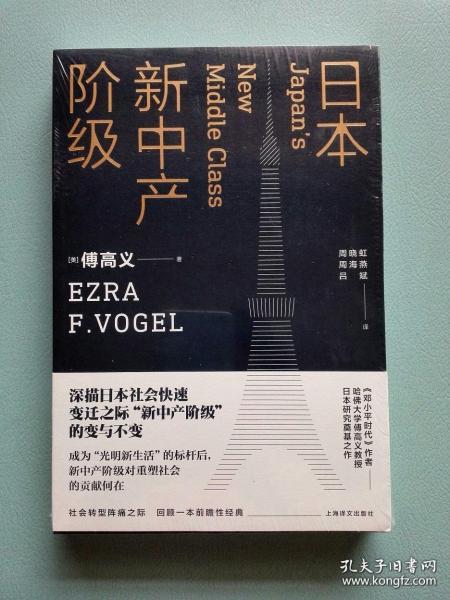 日本
Japan's
新中产
New
Middle Class
阶级
[美] 傅高义 著
EZRA
F.VOGEL
周晓虹
周海燕
吕斌
译
深描日本社会快速
变迁之际“新中产阶级”
的变与不变
成为“光明新生活”的标杆后，
新中产阶级对重塑社会
的贡献何在
《邓小平时代》作者
哈佛大学傅高义教授
日本研究奠基之作
社会转型阵痛之际 回顾一本前瞻性经典
上海译文出版社
孔夫子旧书网
www.kongfz.com